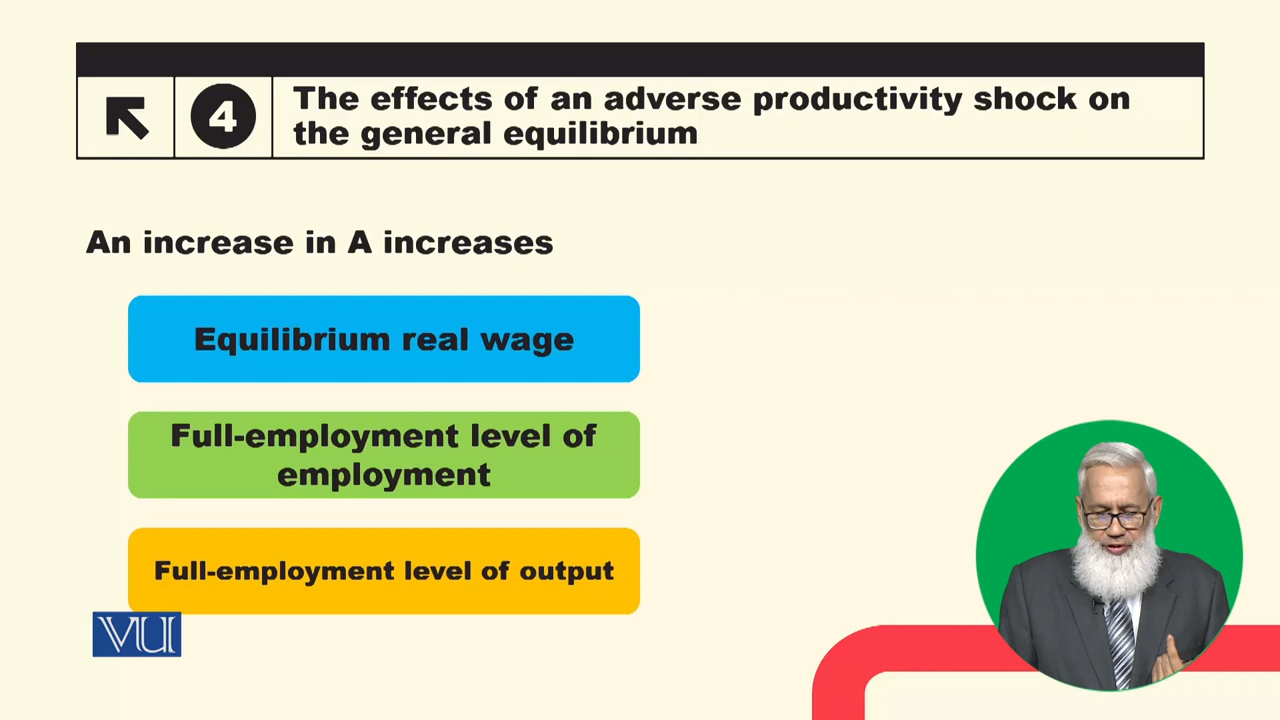 4
The effects of an adverse productivity shock on
the general equilibrium
An increase in A increases
Equilibrium real wage
Full-employment level of
employment
Full-employment level of output
VU